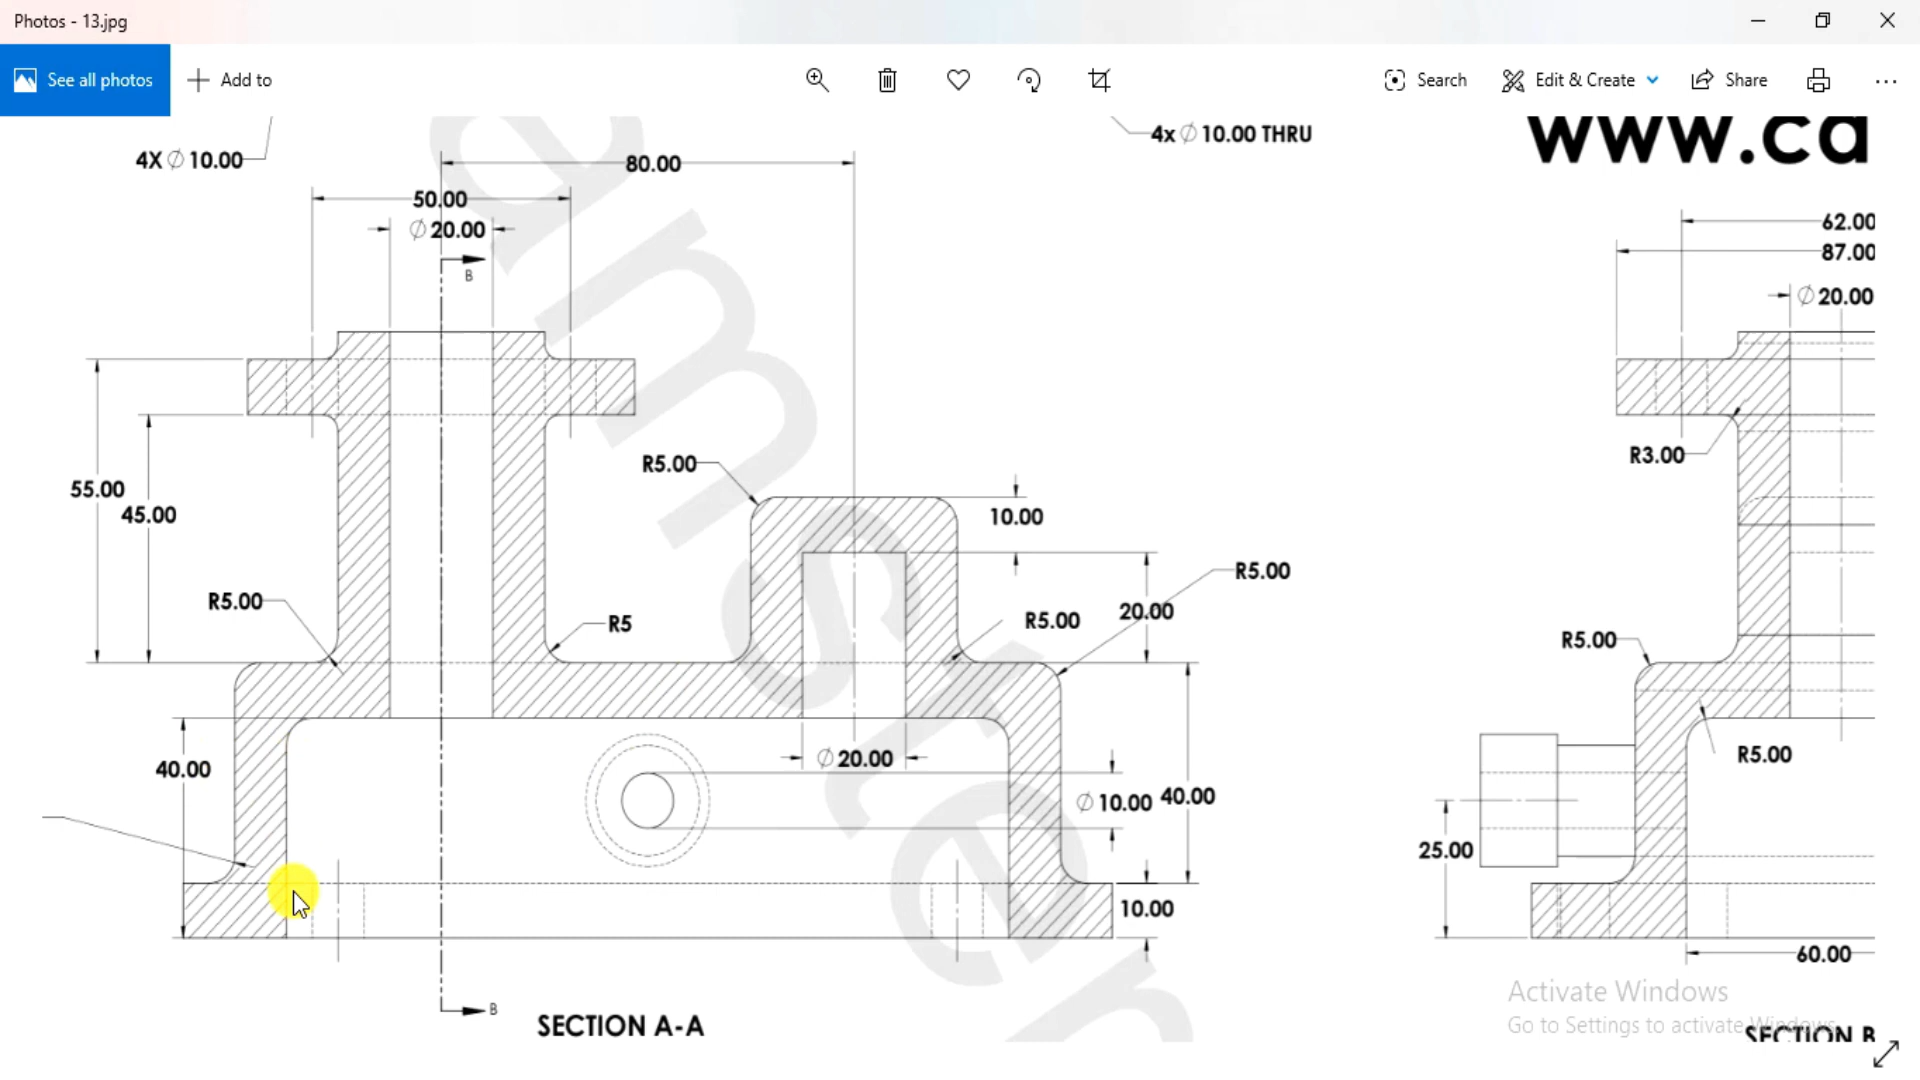 Photos - 13.jpg
See all photos
Add to
Search
Edit & Create
Share
4X ∅ 10.00
80.00
4x ∅ 10.00 THRU
www.ca
50.00
∅ 20.00
B
62.00
87.00
∅ 20.00
R5.00
R3.00
55.00
45.00
10.00
R5.00
R5.00
R5
R5.00
20.00
R5.00
∅ 20.00
R5.00
40.00
∅ 10.00
40.00
25.00
10.00
60.00
B
SECTION A-A
Activate Windows
Go to Settings to activate Windows.
SECTION B
amster